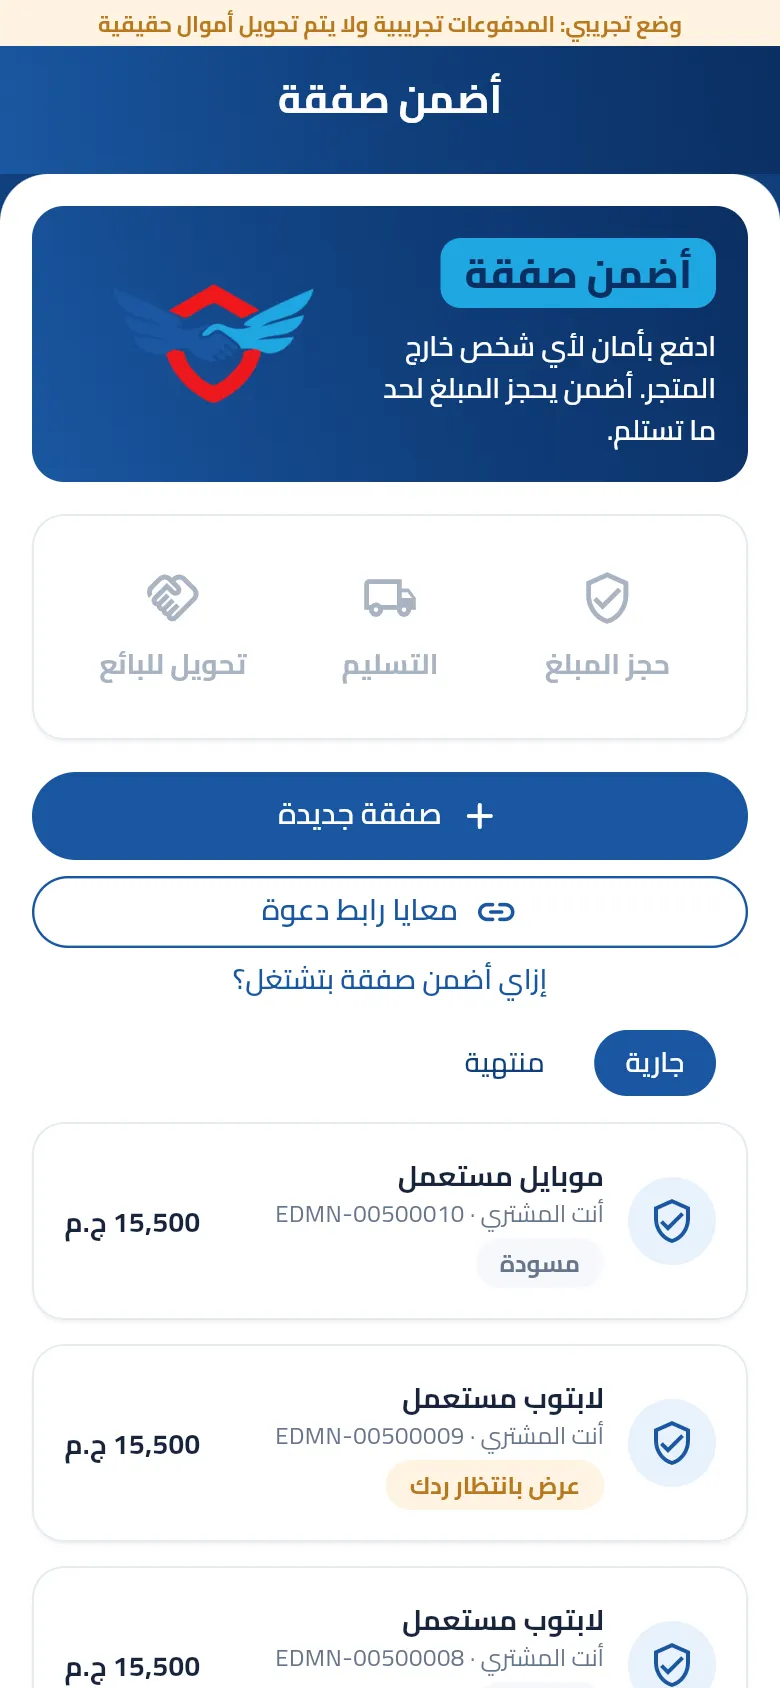 وضع تجريبي: المدفوعات تجريبية ولا يتم تحويل أموال حقيقية
أضمن صفقة
أضمن صفقة
ادفع بأمان لأي شخص خارج
المتجر. أضمن يحجز المبلغ لحد
ما تستلم.
حجز المبلغ
التسليم
تحويل للبائع
صفقة جديدة
معايا رابط دعوة
إزاي أضمن صفقة بتشتغل؟
جارية
منتهية
موبايل مستعمل
أنت المشتري · EDMN-00500010
مسودة
15,500 ج.م
لابتوب مستعمل
أنت المشتري · EDMN-00500009
عرض بانتظار ردك
15,500 ج.م
لابتوب مستعمل
أنت المشتري · EDMN-00500008
15,500 ج.م